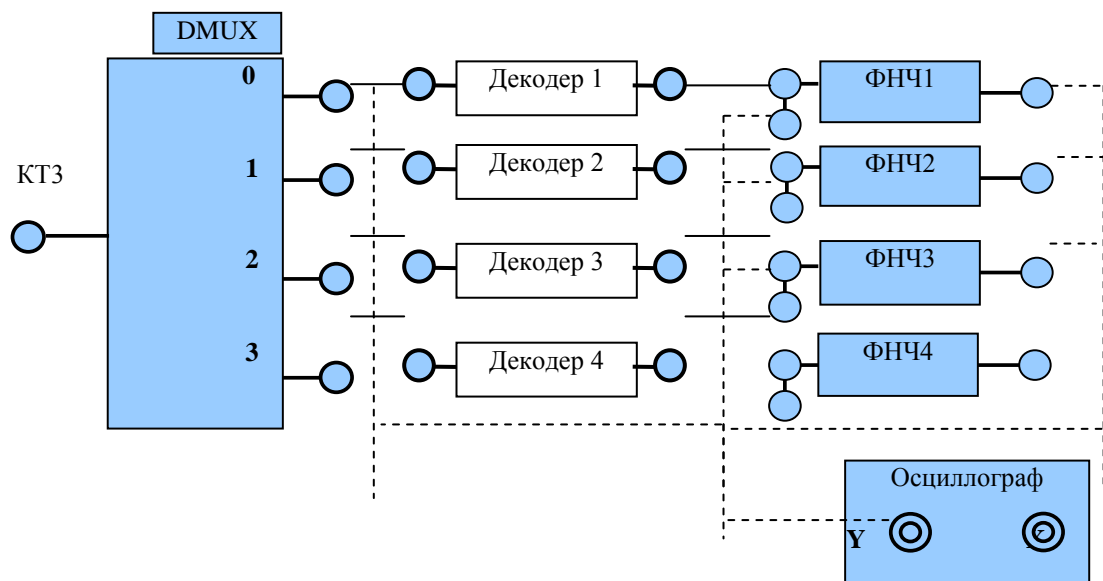 DMUX
0
Декодер 1
ФНЧ1
КТ3
1
Декодер 2
ФНЧ2
2
Декодер 3
ФНЧ3
3
Декодер 4
ФНЧ4
Осциллограф
Y